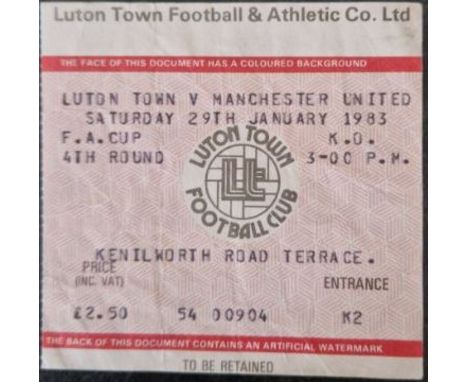 Luton Town Football & Athletic Co. Ltd
THE FACE OF THIS DOCUMENT HAS A COLOURED BACKGROUND
LUTON TOWN V MANCHESTER UNITED
SATURDAY 29TH JANUARY 1983
F.A.CUP K.O.
4TH ROUND 3-00 P.M.
LUTON TOWN
FOOTBALL CLUB
KENILWORTH ROAD TERRACE.
PRICE
(INC. VAT) ENTRANCE
£2.50 54 00904 K2
THE BACK OF THIS DOCUMENT CONTAINS AN ARTIFICIAL WATERMARK
TO BE RETAINED